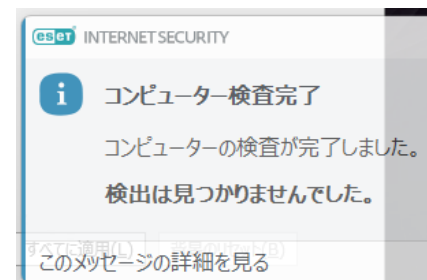 eset INTERNET SECURITY
コンピューター検査完了
コンピューターの検査が完了しました。
検出は見つかりませんでした。
すべてに適用(L)
このメッセージの詳細を見る